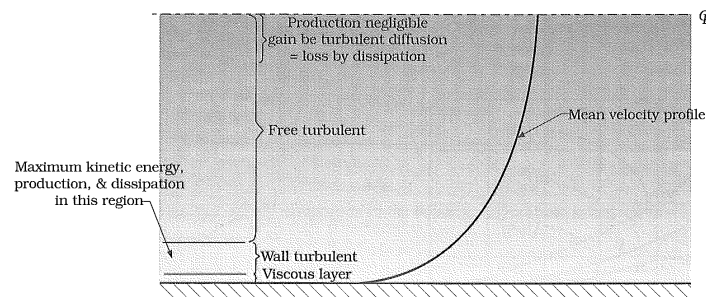 Production negligible
gain be turbulent diffusion
= loss by dissipation
Mean velocity profile
Free turbulent
Maximum kinetic energy,
production, & dissipation
in this region
Wall turbulent
Viscous layer